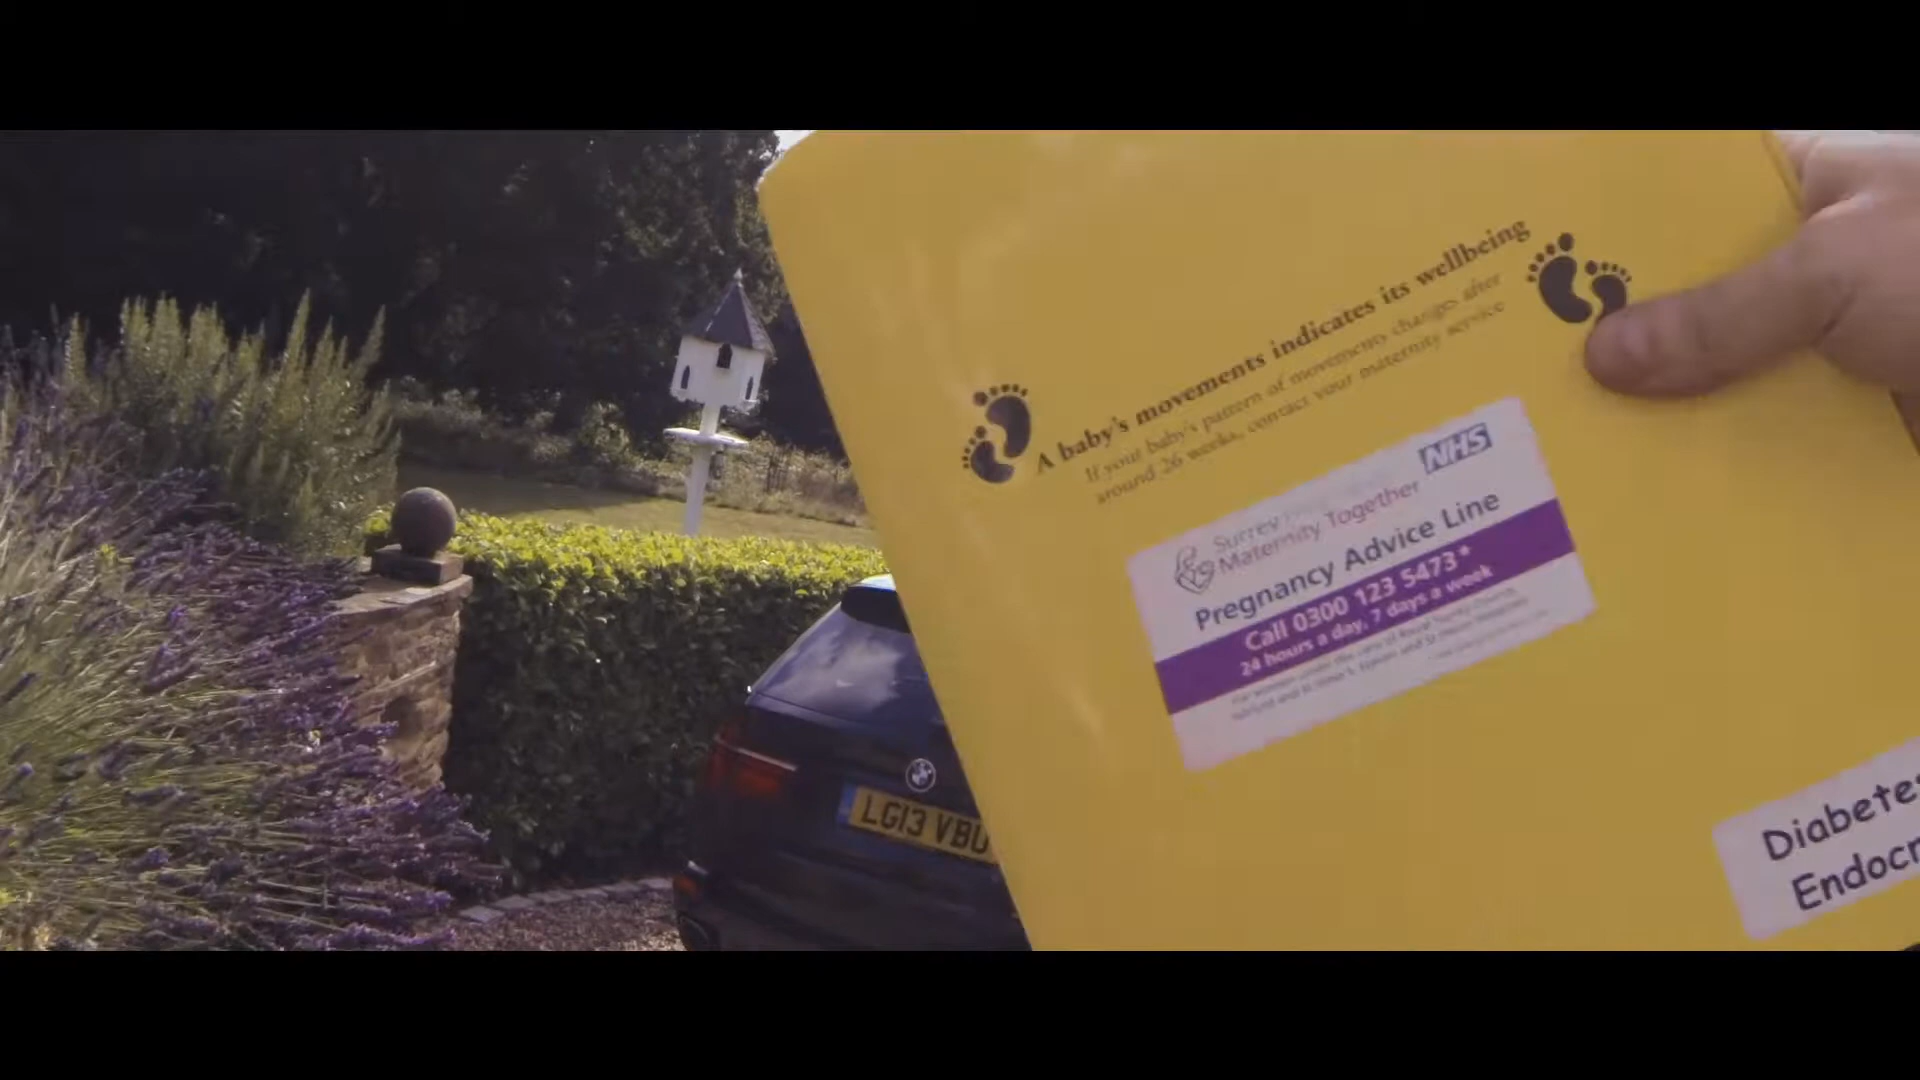 A baby's movements indicates its wellbeing
If your baby's pattern of movements changes after
around 26 weeks, contact your maternity service
NHS
Surrey
Maternity Together
Pregnancy Advice Line
Call 0300 123 5473*
24 hours a day, 7 days a week
LG13 VBU
Diabete
Endocr